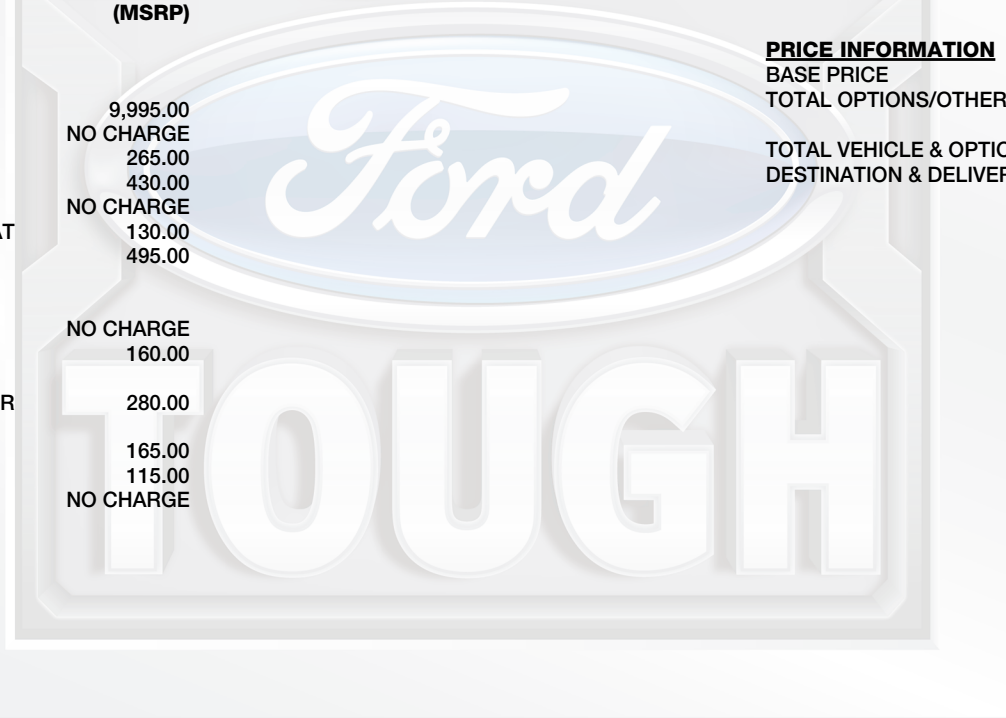 (MSRP)
9,995.00
NO CHARGE
265.00
430.00
NO CHARGE
AT 130.00
495.00
NO CHARGE
160.00
R 280.00
165.00
115.00
NO CHARGE
PRICE INFORMATION
BASE PRICE
TOTAL OPTIONS/OTHER
TOTAL VEHICLE & OPTIO
DESTINATION & DELIVER
Ford
TOUGH